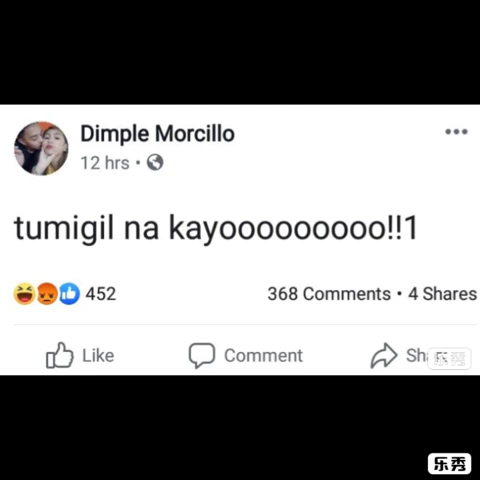 Dimple Morcillo
12 hrs
tumigil na kayooooooooo!!1
452 368 Comments • 4 Shares
Like Comment
乐秀